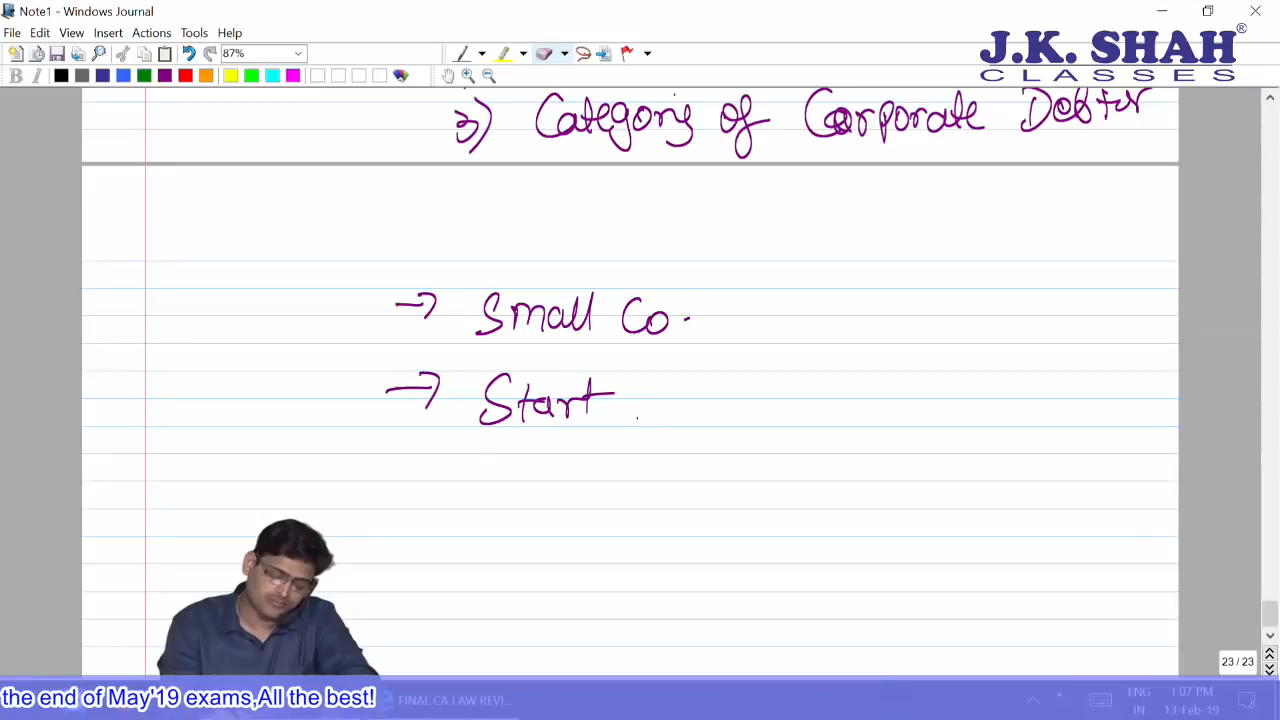 Note1 - Windows Journal
File Edit View Insert Actions Tools Help
87%
B I
J.K. SHAH®
CLASSES
3) Category of Corporate Debtor
→ Small Co.
→ Start
23 / 23
the end of May'19 exams,All the best!
FINAL CA LAW REVI...
ENG
IN
1:07 PM
13-Feb-19